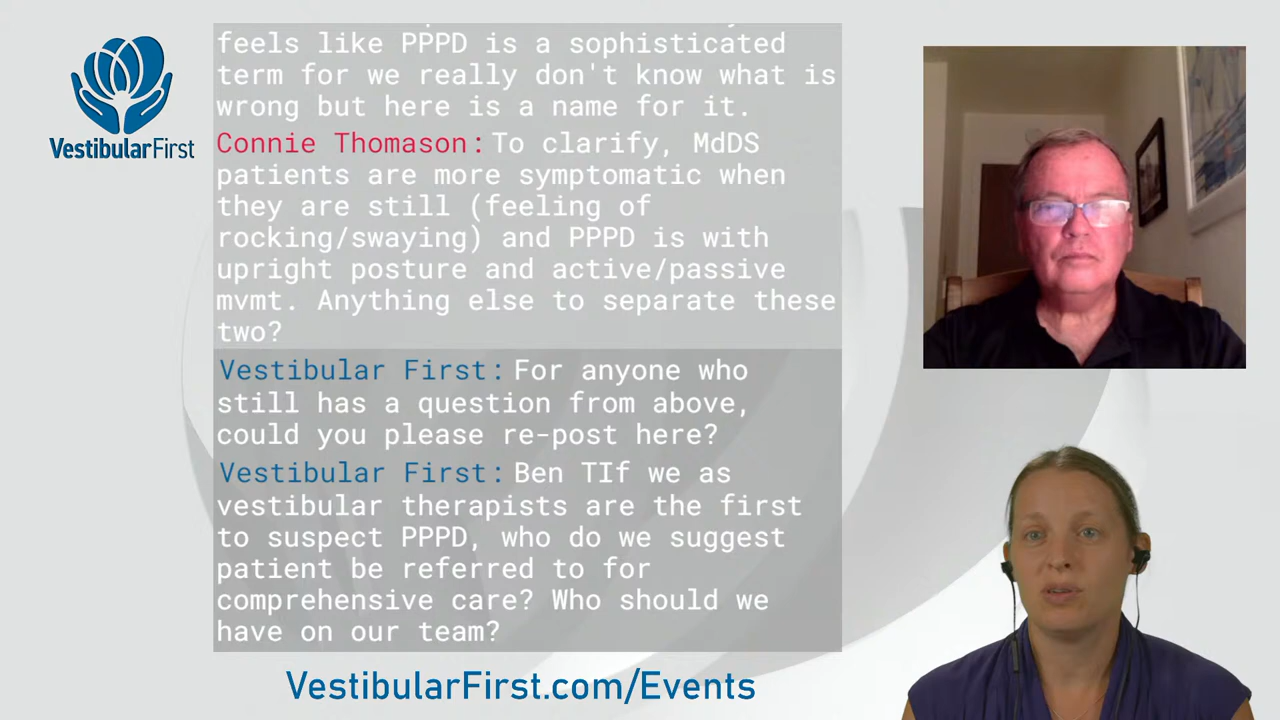 VestibularFirst
feels like PPPD is a sophisticated
term for we really don't know what is
wrong but here is a name for it.
Connie Thomason: To clarify, MdDS
patients are more symptomatic when
they are still (feeling of
rocking/swaying) and PPPD is with
upright posture and active/passive
mvmt. Anything else to separate these
two?
Vestibular First: For anyone who
still has a question from above,
could you please re-post here?
Vestibular First: Ben TIf we as
vestibular therapists are the first
to suspect PPPD, who do we suggest
patient be referred to for
comprehensive care? Who should we
have on our team?
VestibularFirst.com/Events